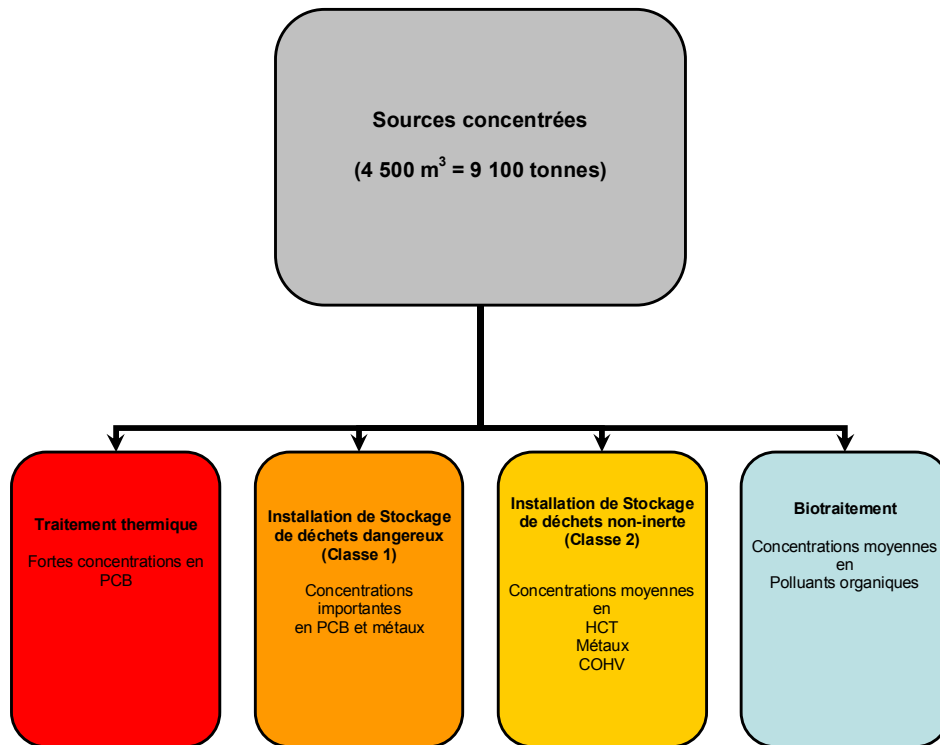 Sources concentrées
(4 500 m³ = 9 100 tonnes)
Traitement thermique
Fortes concentrations en
PCB
Installation de Stockage
de déchets dangereux
(Classe 1)
Concentrations
importantes
en PCB et métaux
Installation de Stockage
de déchets non-inerte
(Classe 2)
Concentrations moyennes
en
HCT
Métaux
COHV
Biotraitement
Concentrations moyennes
en
Polluants organiques